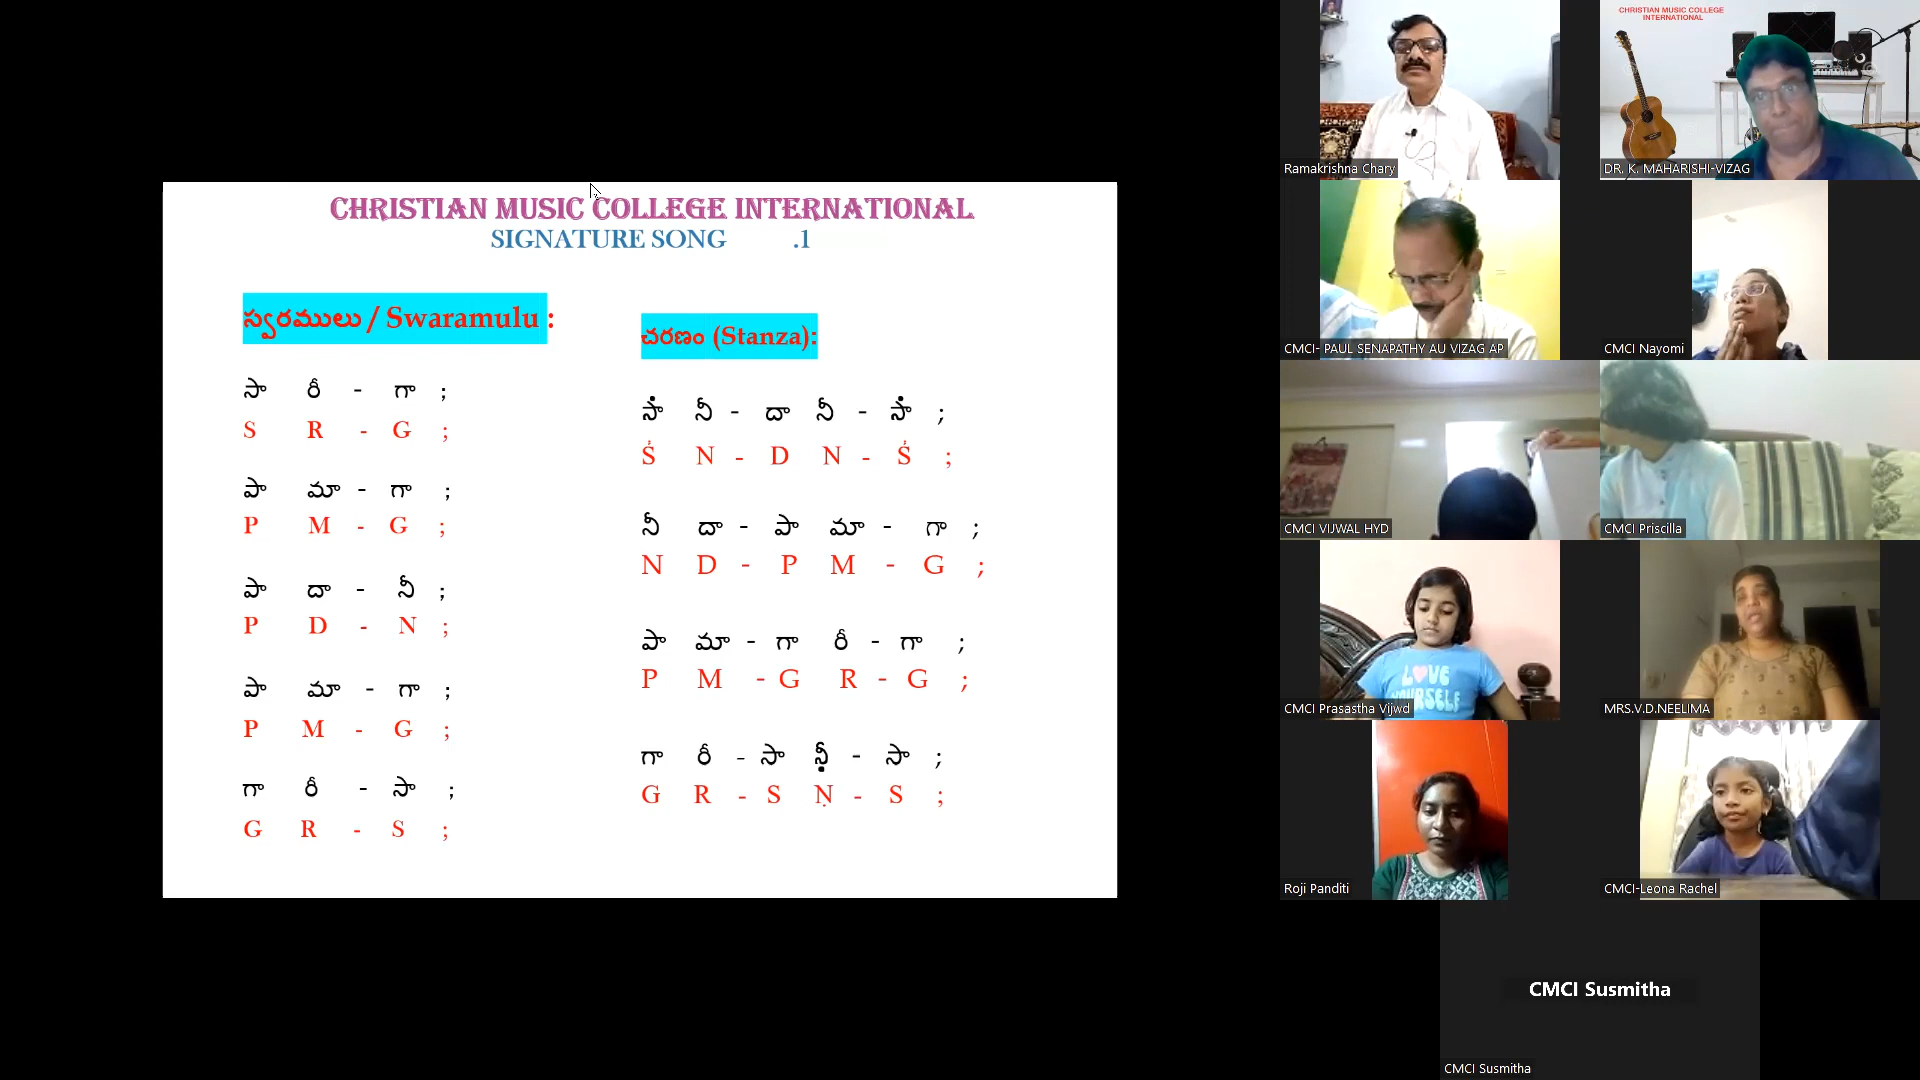 CHRISTIAN MUSIC COLLEGE INTERNATIONAL
SIGNATURE SONG .1
స్వరములు / Swaramulu :
సా రీ - గా ;
S R - G ;
పా మా - గా ;
P M - G ;
పా దా - నీ ;
P D - N ;
పా మా - గా ;
P M - G ;
గా రీ - సా ;
G R - S ;
చరణం (Stanza):
సా̇ నీ - దా నీ - సా̇ ;
Ṡ N - D N - Ṡ ;
నీ దా - పా మా - గా ;
N D - P M - G ;
పా మా - గా రీ - గా ;
P M - G R - G ;
గా రీ - సా నీ̣ - సా ;
G R - S Ṇ - S ;
Ramakrishna Chary
CHRISTIAN MUSIC COLLEGE
INTERNATIONAL
DR. K. MAHARISHI-VIZAG
CMCI- PAUL SENAPATHY AU VIZAG AP
CMCI Nayomi
CMCI VIJWAL HYD
CMCI Priscilla
LOVE
YOURSELF
CMCI Prasastha Vijwd
MRS.V.D.NEELIMA
Roji Panditi
CMCI-Leona Rachel
CMCI Susmitha
CMCI Susmitha